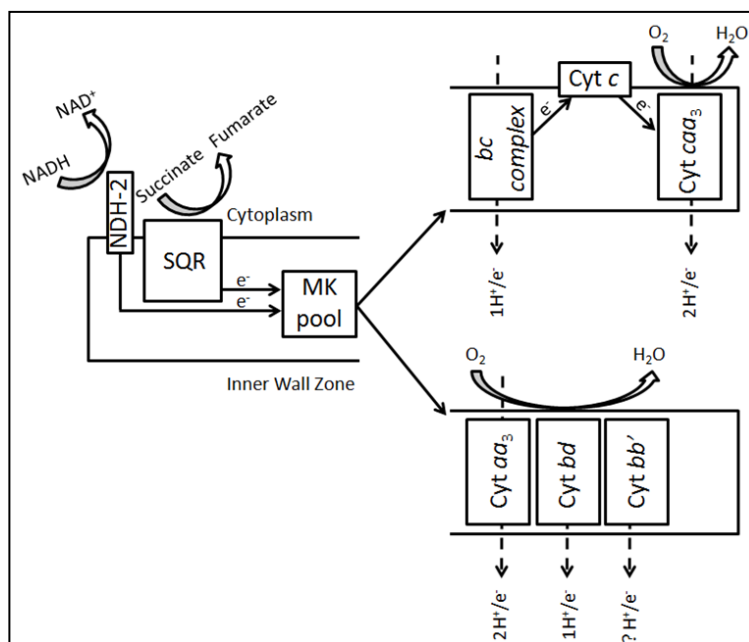 NAD⁺
NADH
NDH-2
Succinate
Fumarate
SQR
Cytoplasm
e⁻
e⁻
MK
pool
Inner Wall Zone
O₂
H₂O
Cyt c
e⁻
e⁻
bc
complex
Cyt caa₃
1H⁺/e⁻
2H⁺/e⁻
O₂
H₂O
Cyt aa₃
Cyt bd
Cyt bb'
2H⁺/e⁻
1H⁺/e⁻
? H⁺/e⁻